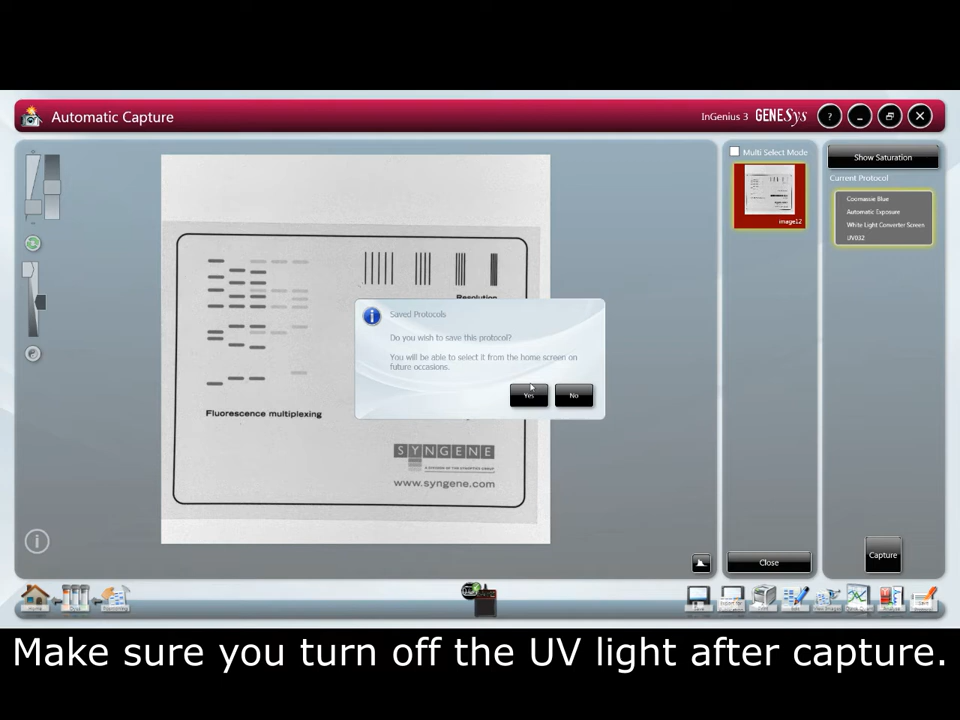 Automatic Capture
InGenius 3 GENESys
?
Multi Select Mode
Show Saturation
Current Protocol
Coomassie Blue
Automatic Exposure
White Light Converter Screen
UV032
image12
Resolution
Saved Protocols
Do you wish to save this protocol?
You will be able to select it from the home screen on
future occasions.
Yes
No
Fluorescence multiplexing
SYNGENE
www.syngene.com
Capture
Close
Home
Make sure you turn off the UV light after capture.